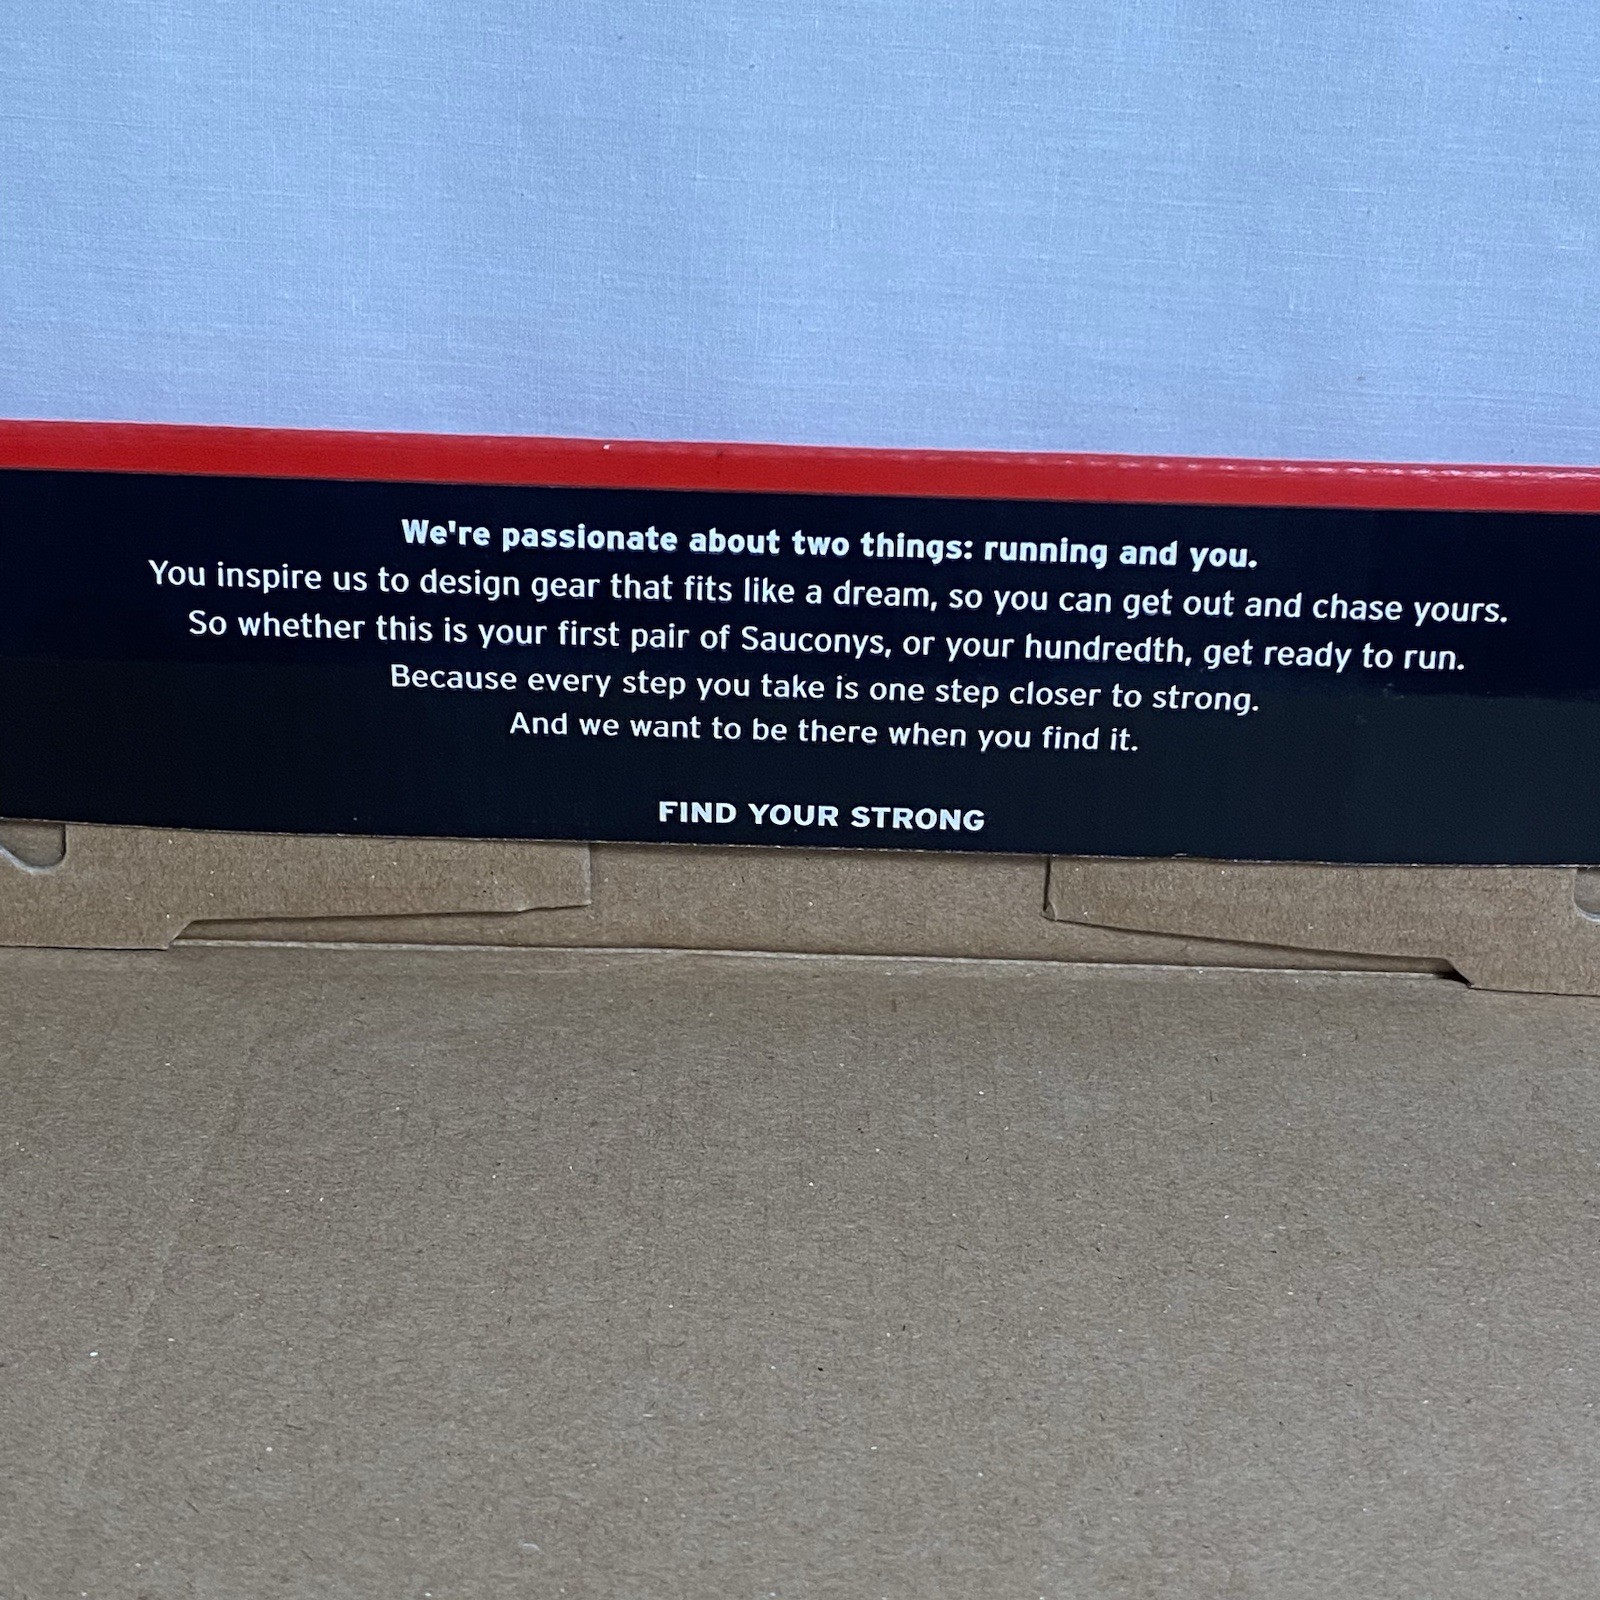 We're passionate about two things: running and you.
You inspire us to design gear that fits like a dream, so you can get out and chase yours.
So whether this is your first pair of Sauconys, or your hundredth, get ready to run.
Because every step you take is one step closer to strong.
And we want to be there when you find it.
FIND YOUR STRONG